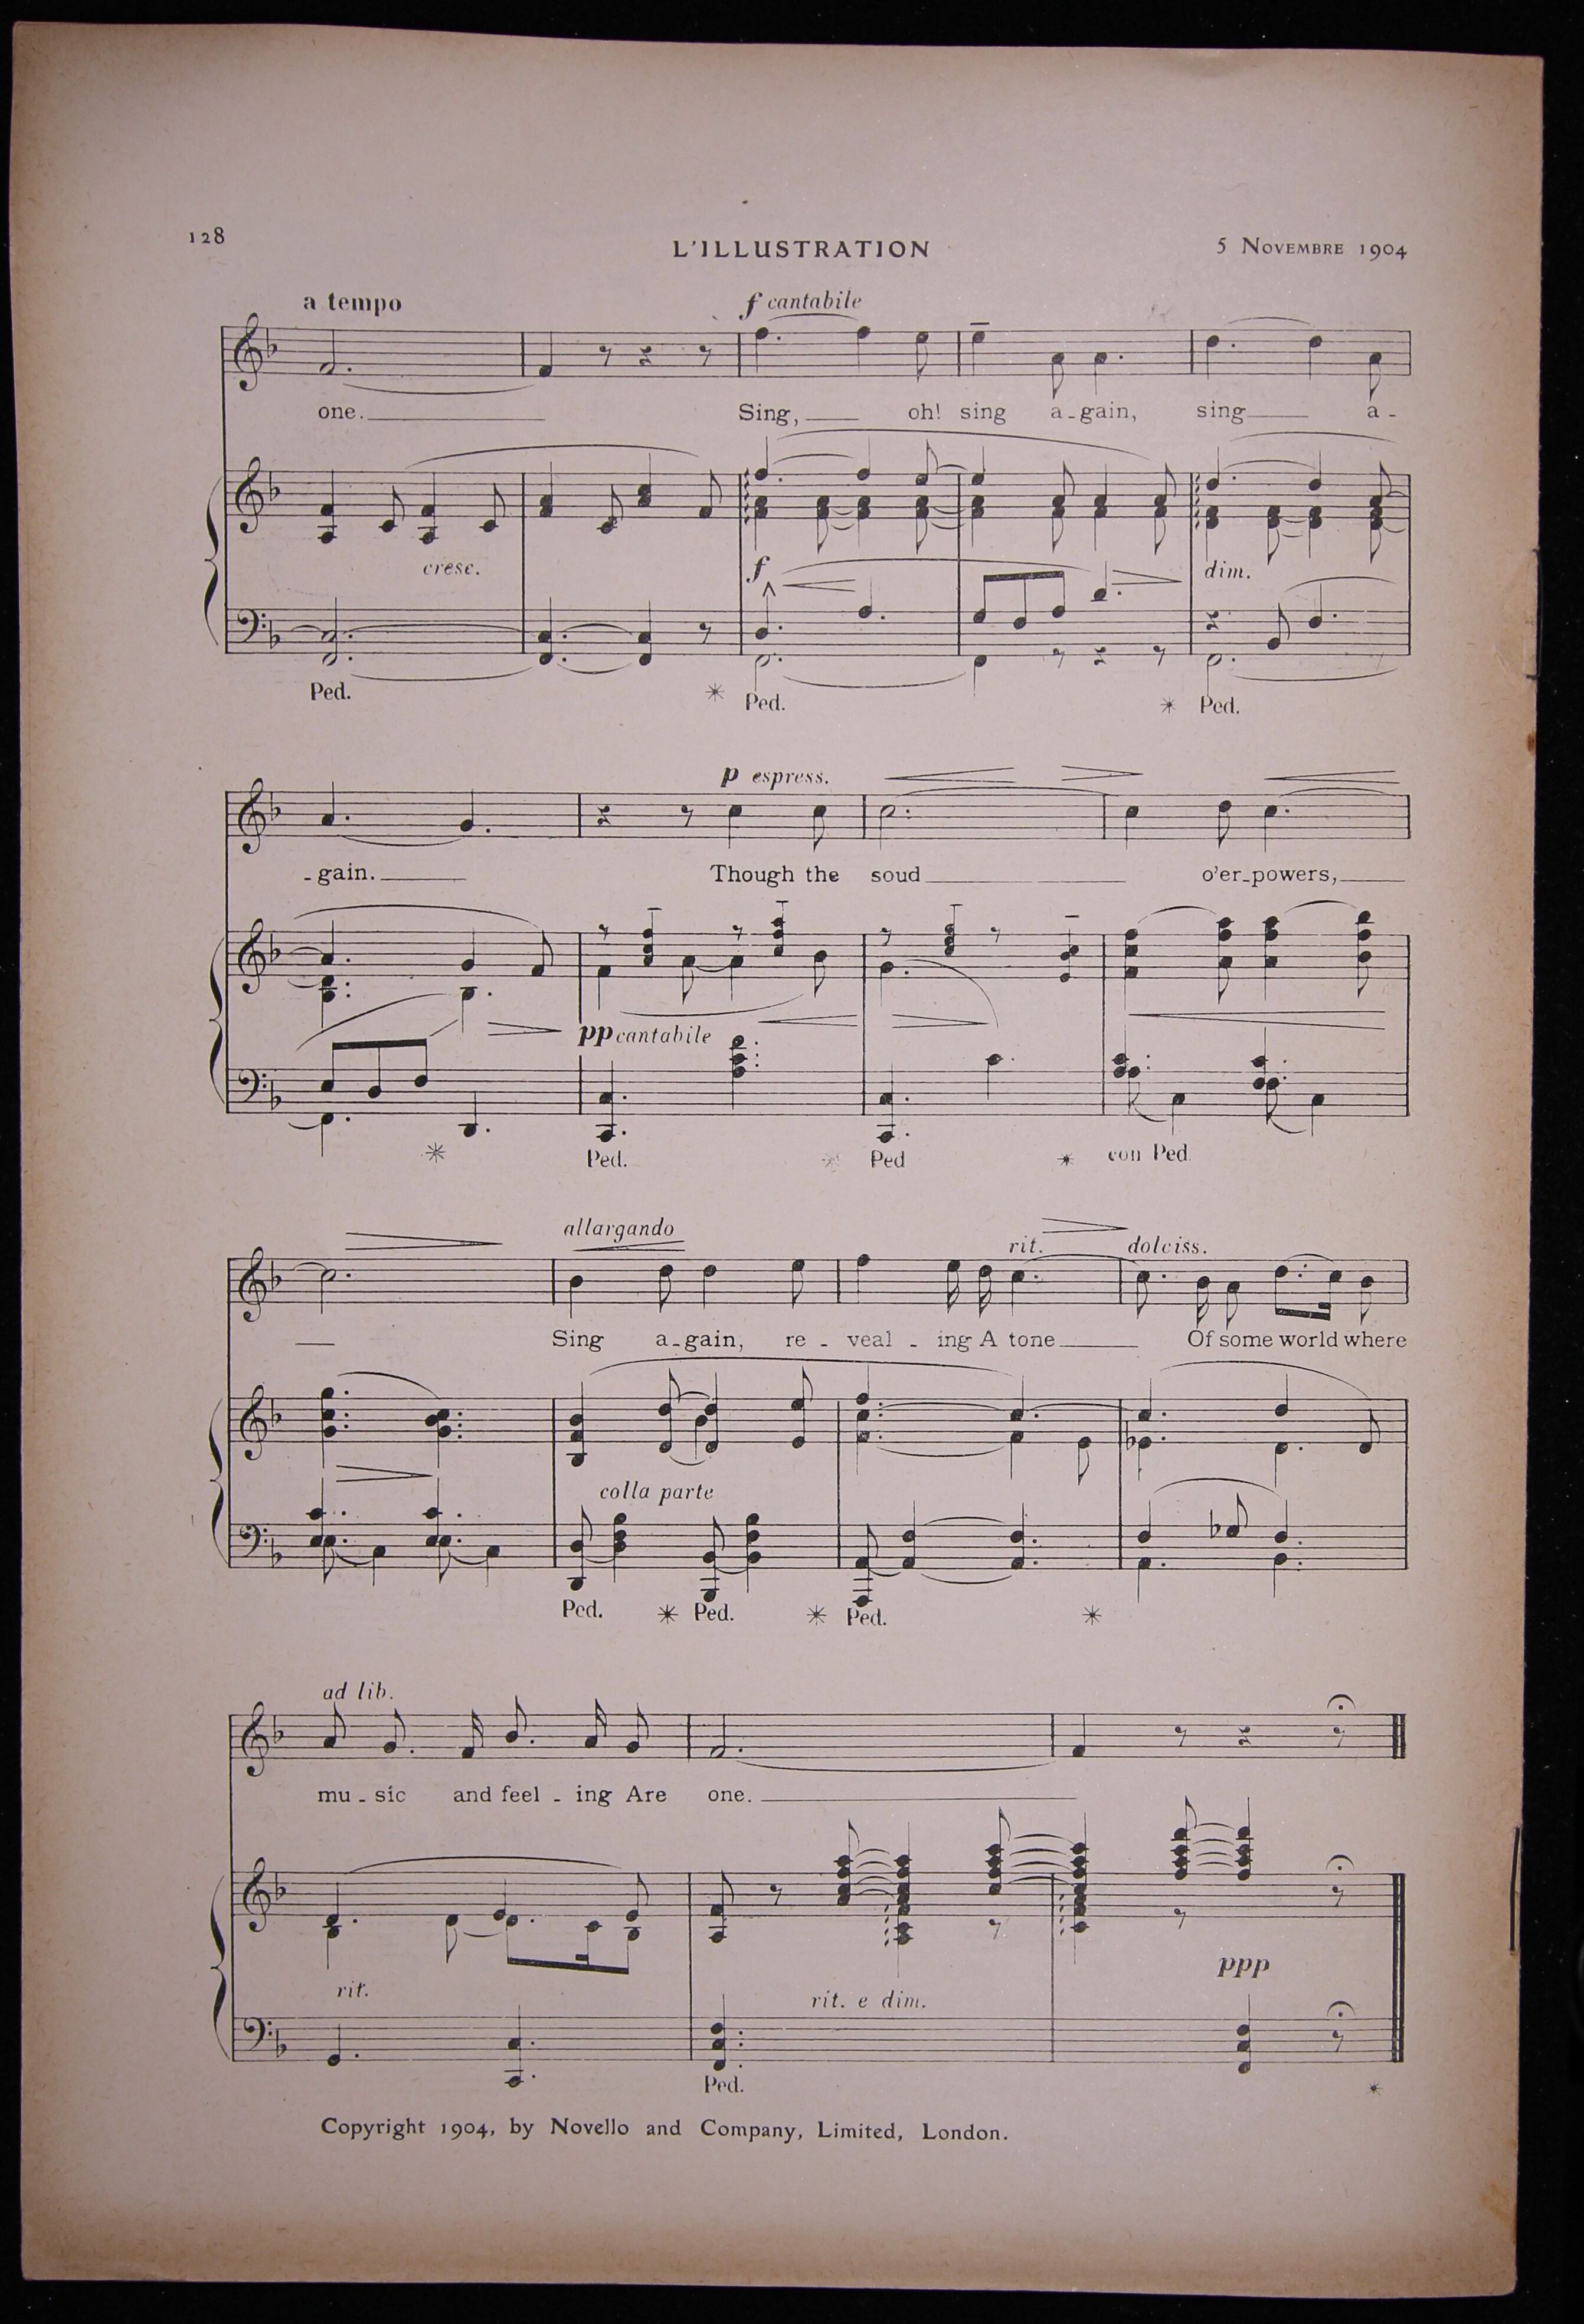 128
L'ILLUSTRATION
5 NOVEMBRE 1904
a tempo
f cantabile
one. Sing, oh! sing a-gain, sing a-
cresc.
f
dim.
Ped. * Ped. * Ped.
p espress.
-gain. Though the soud o'er-powers,
pp cantabile
* Ped. * Ped * con Ped.
allargando
rit.
dolciss.
Sing a-gain, re - veal - ing A tone Of some world where
colla parte
Ped. * Ped. * Ped. *
ad lib.
mu - sic and feel - ing Are one.
rit.
rit. e dim.
ppp
Ped. *
Copyright 1904, by Novello and Company, Limited, London.